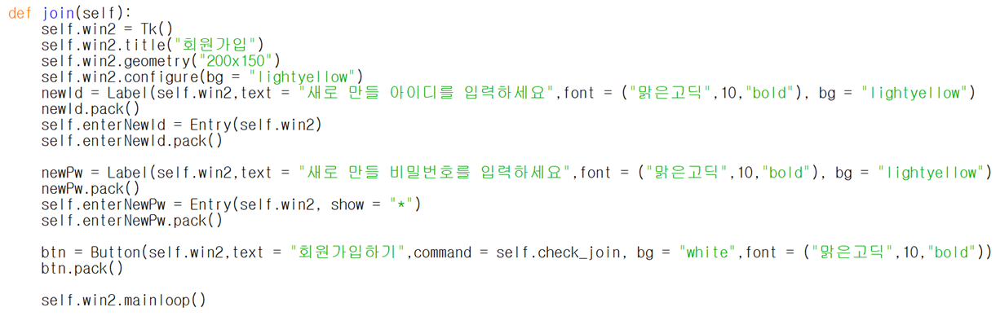 def join(self):
    self.win2 = Tk()
    self.win2.title("회원가입")
    self.win2.geometry("200x150")
    self.win2.configure(bg = "lightyellow")
    newId = Label(self.win2,text = "새로 만들 아이디를 입력하세요",font = ("맑은고딕",10,"bold"), bg = "lightyellow")
    newId.pack()
    self.enterNewId = Entry(self.win2)
    self.enterNewId.pack()

    newPw = Label(self.win2,text = "새로 만들 비밀번호를 입력하세요",font = ("맑은고딕",10,"bold"), bg = "lightyellow")
    newPw.pack()
    self.enterNewPw = Entry(self.win2, show = "*")
    self.enterNewPw.pack()

    btn = Button(self.win2,text = "회원가입하기",command = self.check_join, bg = "white",font = ("맑은고딕",10,"bold"))
    btn.pack()

    self.win2.mainloop()